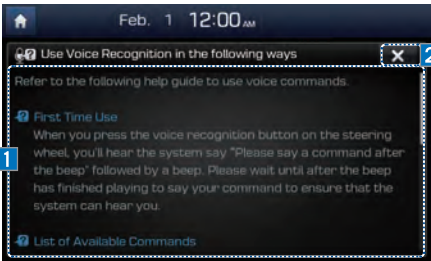 Feb. 1 12:00 AM
Use Voice Recognition in the following ways
2
Refer to the following help guide to use voice commands.
First Time Use
When you press the voice recognition button on the steering
wheel, you'll hear the system say "Please say a command after
1
the beep" followed by a beep. Please wait until after the beep
has finished playing to say your command to ensure that the
system can hear you.
List of Available Commands